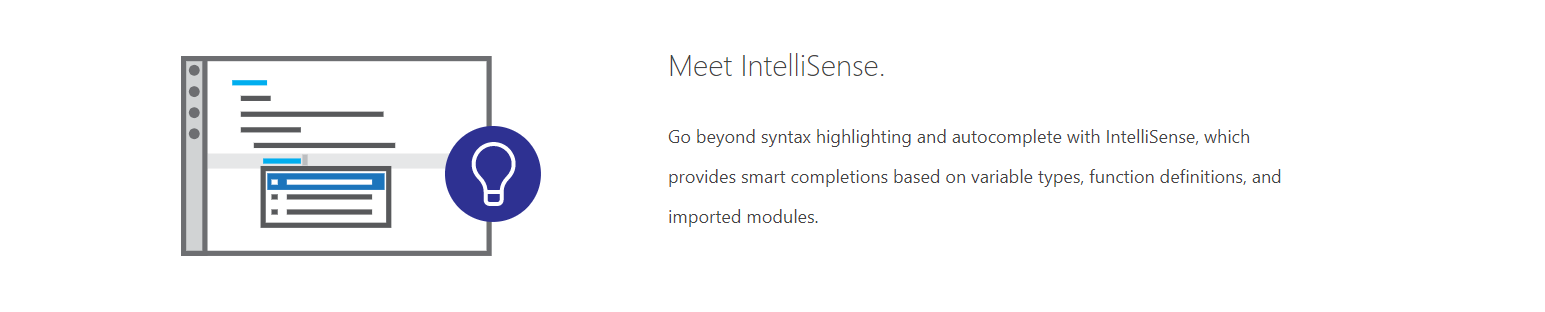 Meet IntelliSense.
Go beyond syntax highlighting and autocomplete with IntelliSense, which
provides smart completions based on variable types, function definitions, and
imported modules.